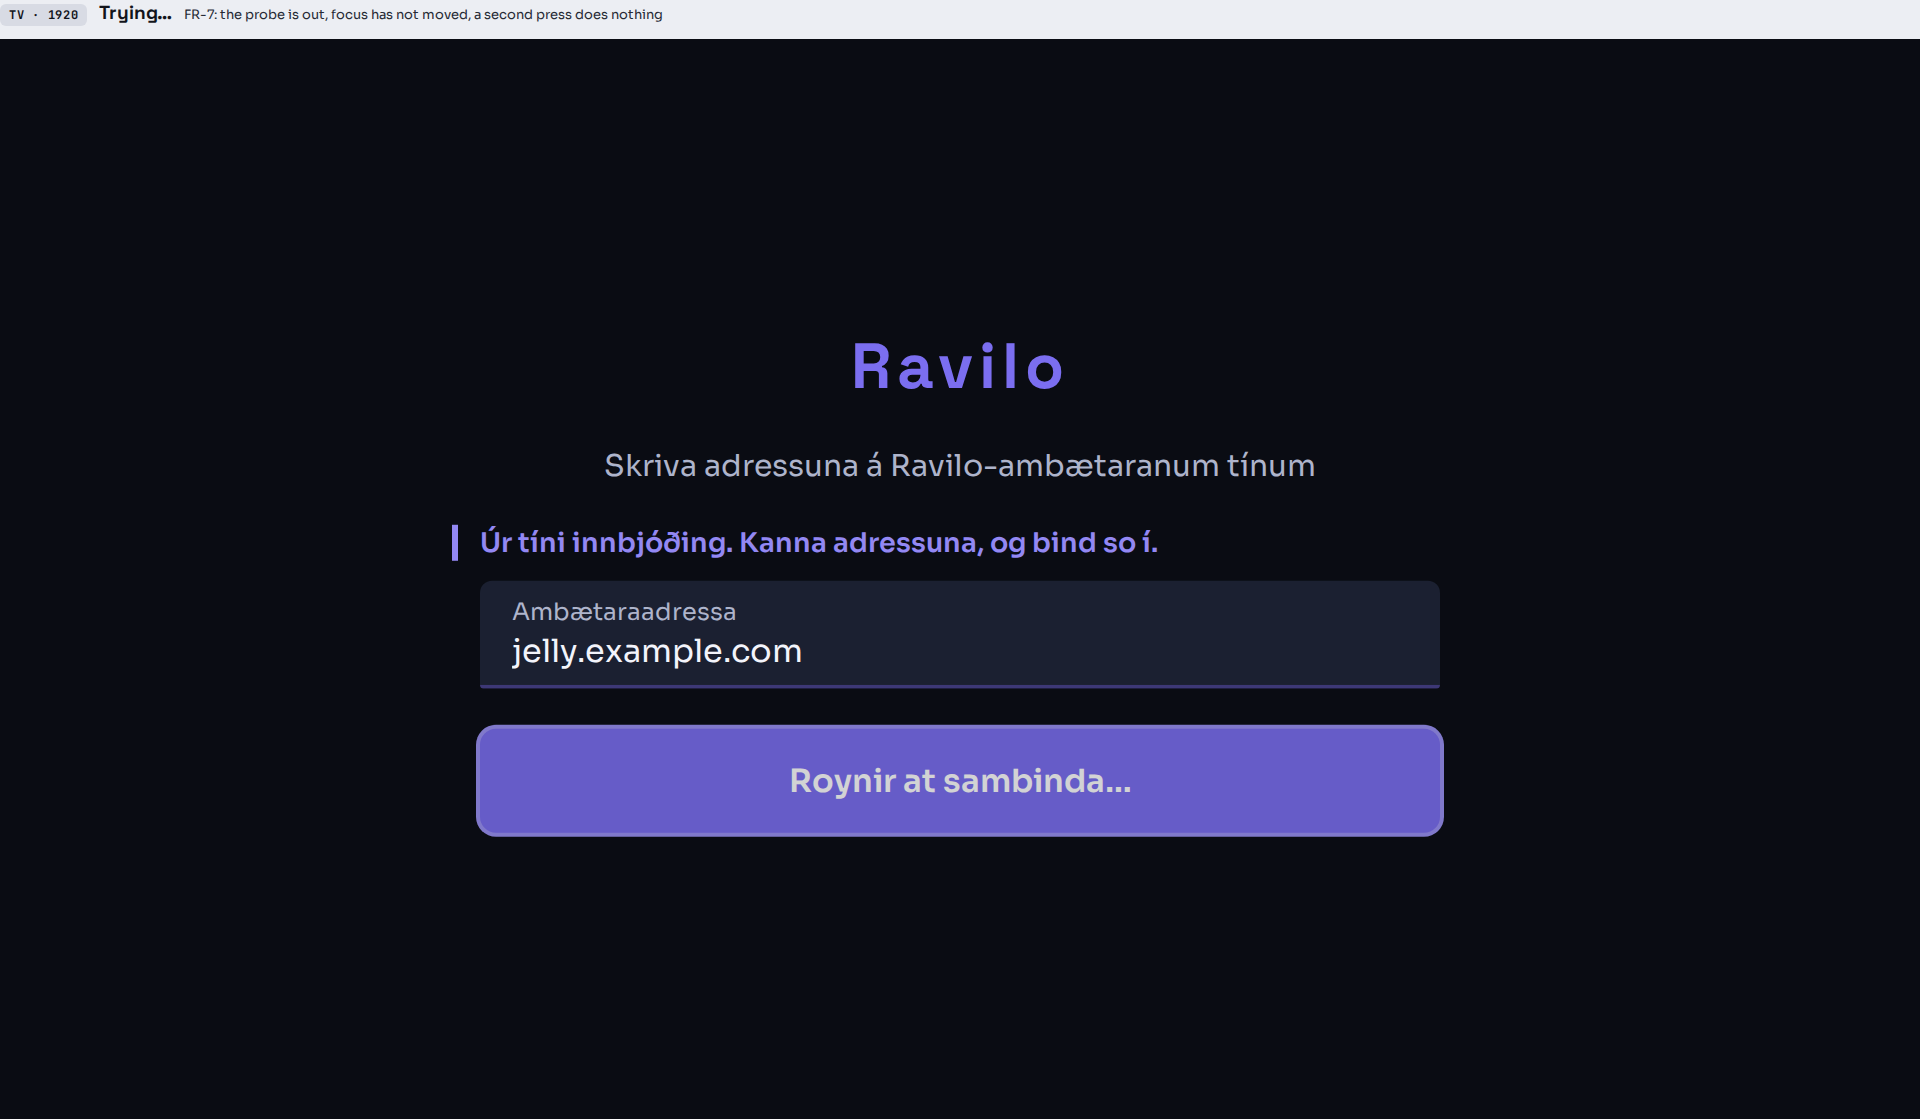 TV · 1920 Trying... FR-7: the probe is out, focus has not moved, a second press does nothing
Ravilo
Skriva adressuna á Ravilo-ambætaranum tínum
Úr tíni innbjóðing. Kanna adressuna, og bind so í.
Ambætaraadressa
jelly.example.com
Roynir at sambinda...